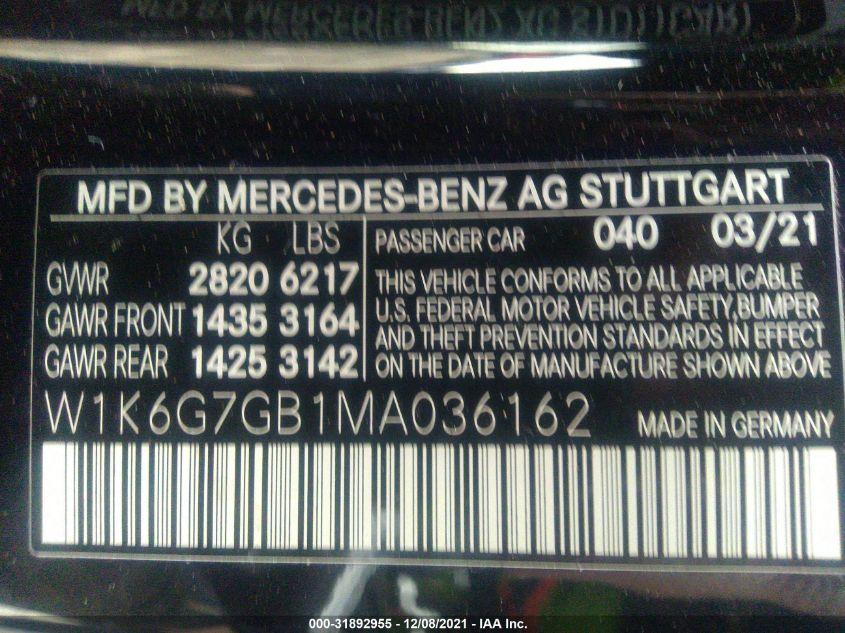 MFD BY MERCEDES-BENZ AG STUTTGART
KG LBS
GVWR 2820 6217
GAWR FRONT 1435 3164
GAWR REAR 1425 3142
PASSENGER CAR 040 03/21
THIS VEHICLE CONFORMS TO ALL APPLICABLE
U.S. FEDERAL MOTOR VEHICLE SAFETY,BUMPER
AND THEFT PREVENTION STANDARDS IN EFFECT
ON THE DATE OF MANUFACTURE SHOWN ABOVE
W1K6G7GB1MA036162 MADE IN GERMANY
000-31892955 - 12/08/2021 - IAA Inc.